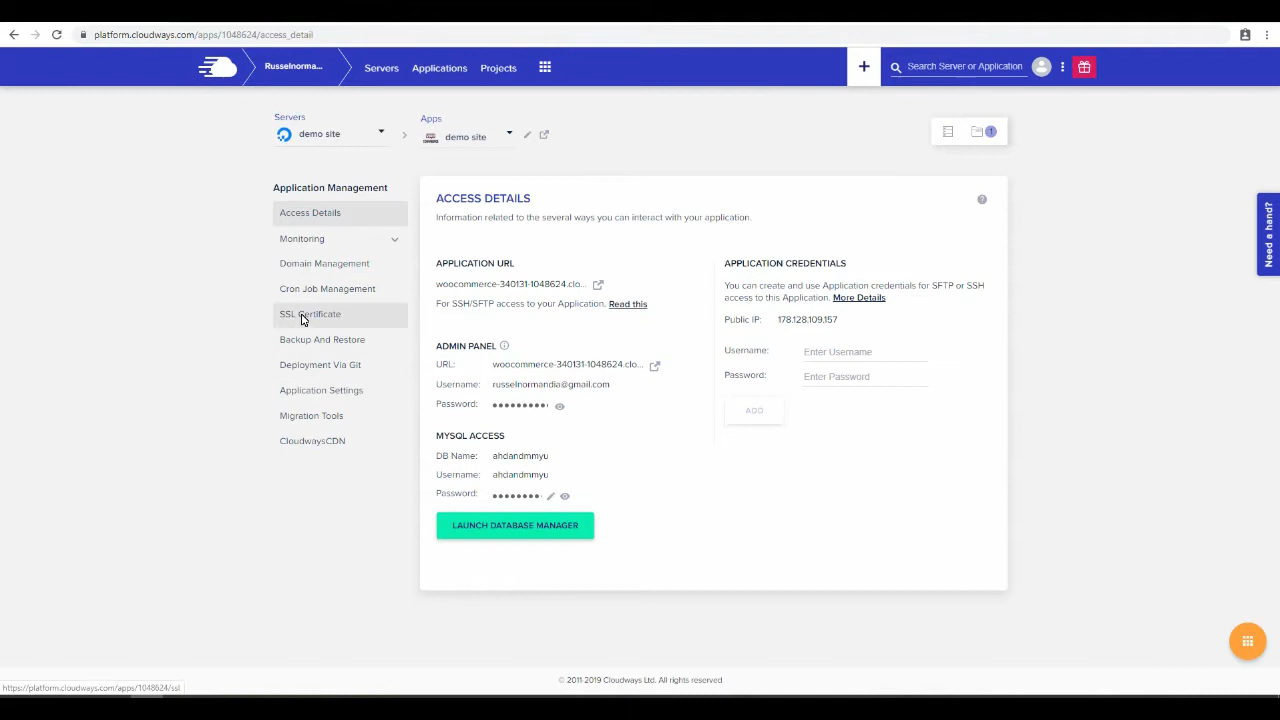 platform.cloudways.com/apps/1048624/access_detail
Russelnorma...
Servers
Applications
Projects
+
Search Server or Application
Servers
demo site
Apps
demo site
1
Application Management
Access Details
Monitoring
Domain Management
Cron Job Management
SSL Certificate
Backup And Restore
Deployment Via Git
Application Settings
Migration Tools
CloudwaysCDN
ACCESS DETAILS
Information related to the several ways you can interact with your application.
APPLICATION URL
woocommerce-340131-1048624.clo...
For SSH/SFTP access to your Application. Read this
ADMIN PANEL
URL: woocommerce-340131-1048624.clo...
Username: russelnormandia@gmail.com
Password: •••••••••
MYSQL ACCESS
DB Name: ahdandmmyu
Username: ahdandmmyu
Password: ••••••••
LAUNCH DATABASE MANAGER
APPLICATION CREDENTIALS
You can create and use Application credentials for SFTP or SSH
access to this Application. More Details
Public IP: 178.128.109.157
Username: Enter Username
Password: Enter Password
ADD
Need a hand?
© 2011-2019 Cloudways Ltd. All rights reserved
https://platform.cloudways.com/apps/1048624/ssl